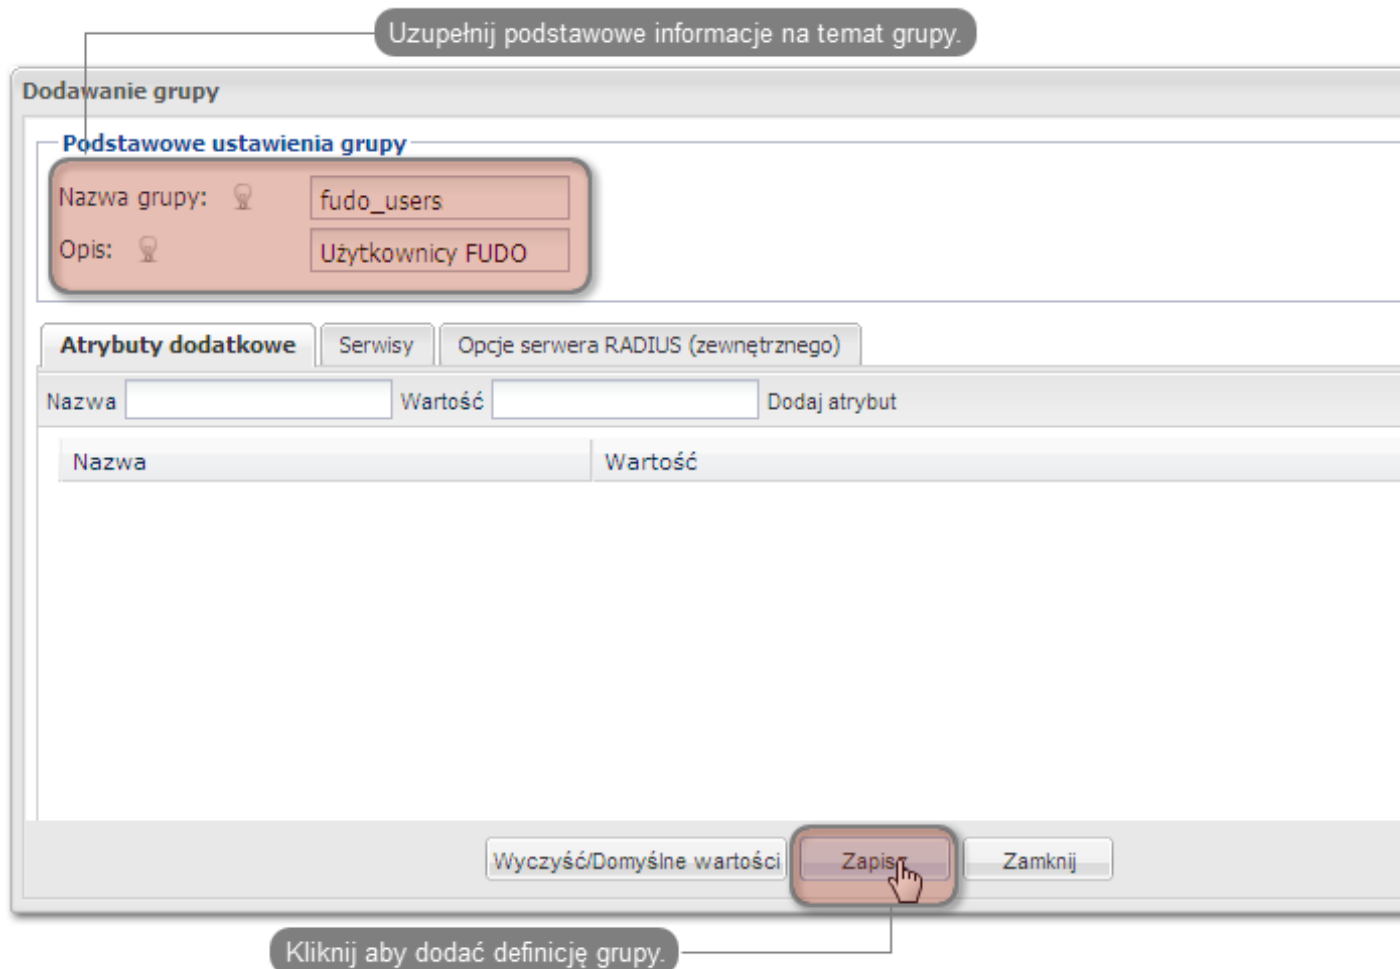 Uzupełnij podstawowe informacje na temat grupy.
Dodawanie grupy
Podstawowe ustawienia grupy
Nazwa grupy: fudo_users
Opis: Użytkownicy FUDO
Atrybuty dodatkowe Serwisy Opcje serwera RADIUS (zewnętrznego)
Nazwa Wartość Dodaj atrybut
Nazwa Wartość
Wyczyść/Domyślne wartości Zapisz Zamknij
Kliknij aby dodać definicję grupy.